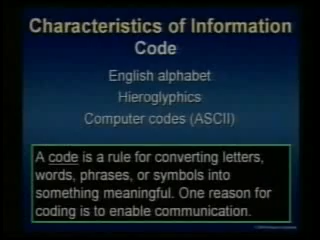 Characteristics of Information
Code
English alphabet
Hieroglyphics
Computer codes (ASCII)
A code is a rule for converting letters,
words, phrases, or symbols into
something meaningful. One reason for
coding is to enable communication.